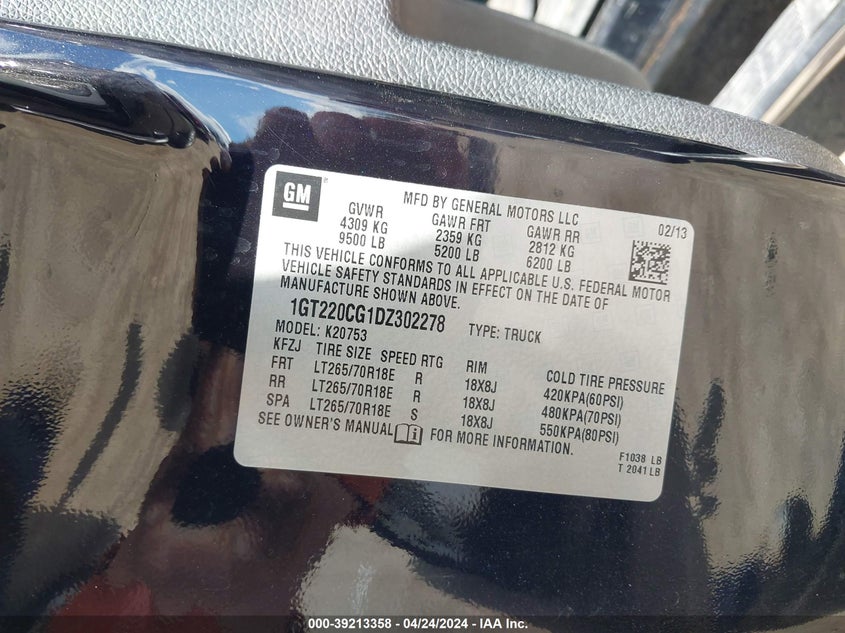 GM
MFD BY GENERAL MOTORS LLC
02/13
GVWR GAWR FRT GAWR RR
4309 KG 2359 KG 2812 KG
9500 LB 5200 LB 6200 LB
THIS VEHICLE CONFORMS TO ALL APPLICABLE U.S. FEDERAL MOTOR
VEHICLE SAFETY STANDARDS IN EFFECT ON THE DATE OF
MANUFACTURE SHOWN ABOVE.
1GT220CG1DZ302278 TYPE: TRUCK
MODEL: K20753
KFZJ TIRE SIZE SPEED RTG RIM COLD TIRE PRESSURE
FRT LT265/70R18E R 18X8J 420KPA(60PSI)
RR LT265/70R18E R 18X8J 480KPA(70PSI)
SPA LT265/70R18E S 18X8J 550KPA(80PSI)
SEE OWNER'S MANUAL FOR MORE INFORMATION.
F1038 LB
T 2041LB
000-39213358 - 04/24/2024 - IAA Inc.